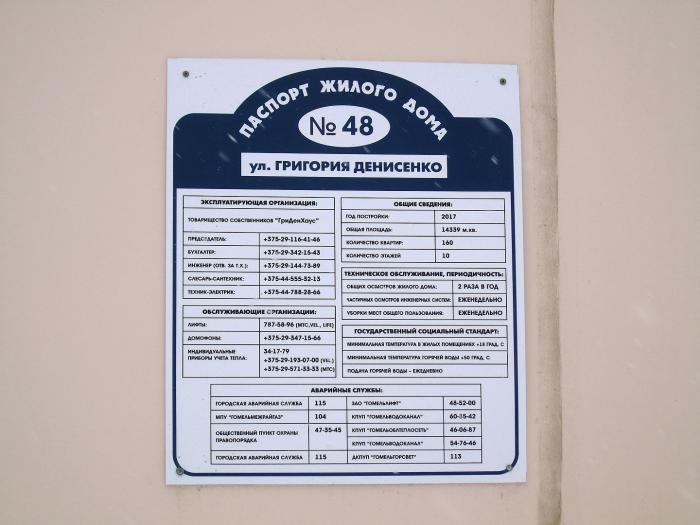 ПАСПОРТ ЖИЛОГО ДОМА
№ 48
ул. ГРИГОРИЯ ДЕНИСЕНКО
ЭКСПЛУАТИРУЮЩАЯ ОРГАНИЗАЦИЯ:
ТОВАРИЩЕСТВО СОБСТВЕННИКОВ "ГриДенХаус"
ПРЕДСЕДАТЕЛЬ: +375-29-116-41-46
БУХГАЛТЕР: +375-29-342-15-43
ИНЖЕНЕР (ОТВ. ЗА Г.Х.): +375-29-144-73-89
СЛЕСАРЬ-САНТЕХНИК: +375-44-555-52-13
ТЕХНИК-ЭЛЕКТРИК: +375-44-788-28-66
ОБСЛУЖИВАЮЩИЕ ОРГАНИЗАЦИИ:
ЛИФТЫ: 787-58-96 (МТС,VEL, LIFE)
ДОМОФОНЫ: +375-29-347-15-66
ИНДИВИДУАЛЬНЫЕ 34-17-79
ПРИБОРЫ УЧЕТА ТЕПЛА: +375-29-193-07-00 (VEL)
+375-29-571-33-33 (МТС)
ОБЩИЕ СВЕДЕНИЯ:
ГОД ПОСТРОЙКИ: 2017
ОБЩАЯ ПЛОЩАДЬ: 14339 М.КВ.
КОЛИЧЕСТВО КВАРТИР: 160
КОЛИЧЕСТВО ЭТАЖЕЙ 10
ТЕХНИЧЕСКОЕ ОБСЛУЖИВАНИЕ, ПЕРИОДИЧНОСТЬ:
ОБЩИХ ОСМОТРОВ ЖИЛОГО ДОМА: 2 РАЗА В ГОД
ЧАСТИЧНЫХ ОСМОТРОВ ИНЖЕНЕРНЫХ СИСТЕМ: ЕЖЕНЕДЕЛЬНО
УБОРКИ МЕСТ ОБЩЕГО ПОЛЬЗОВАНИЯ: ЕЖЕНЕДЕЛЬНО
ГОСУДАРСТВЕННЫЙ СОЦИАЛЬНЫЙ СТАНДАРТ:
МИНИМАЛЬНАЯ ТЕМПЕРАТУРА В ЖИЛЫХ ПОМЕЩЕНИЯХ +18 ГРАД. С
МИНИМАЛЬНАЯ ТЕМПЕРАТУРА ГОРЯЧЕЙ ВОДЫ +50 ГРАД. С
ПОДАЧА ГОРЯЧЕЙ ВОДЫ - ЕЖЕДНЕВНО
АВАРИЙНЫЕ СЛУЖБЫ:
ГОРОДСКАЯ АВАРИЙНАЯ СЛУЖБА 115 ЗАО "ГОМЕЛЬЛИФТ" 48-52-00
МПУ "ГОМЕЛЬМЕЖРАЙГАЗ" 104 КПУП "ГОМЕЛЬВОДОКАНАЛ" 60-55-42
ОБЩЕСТВЕННЫЙ ПУНКТ ОХРАНЫ ПРАВОПОРЯДКА 47-35-45 КПУП "ГОМЕЛЬОБЛТЕПЛОСЕТЬ" 46-06-87
КПУП "ГОМЕЛЬВОДОКАНАЛ" 54-76-46
ГОРОДСКАЯ АВАРИЙНАЯ СЛУЖБА 115 ДКПУП "ГОМЕЛЬГОРСВЕТ" 113